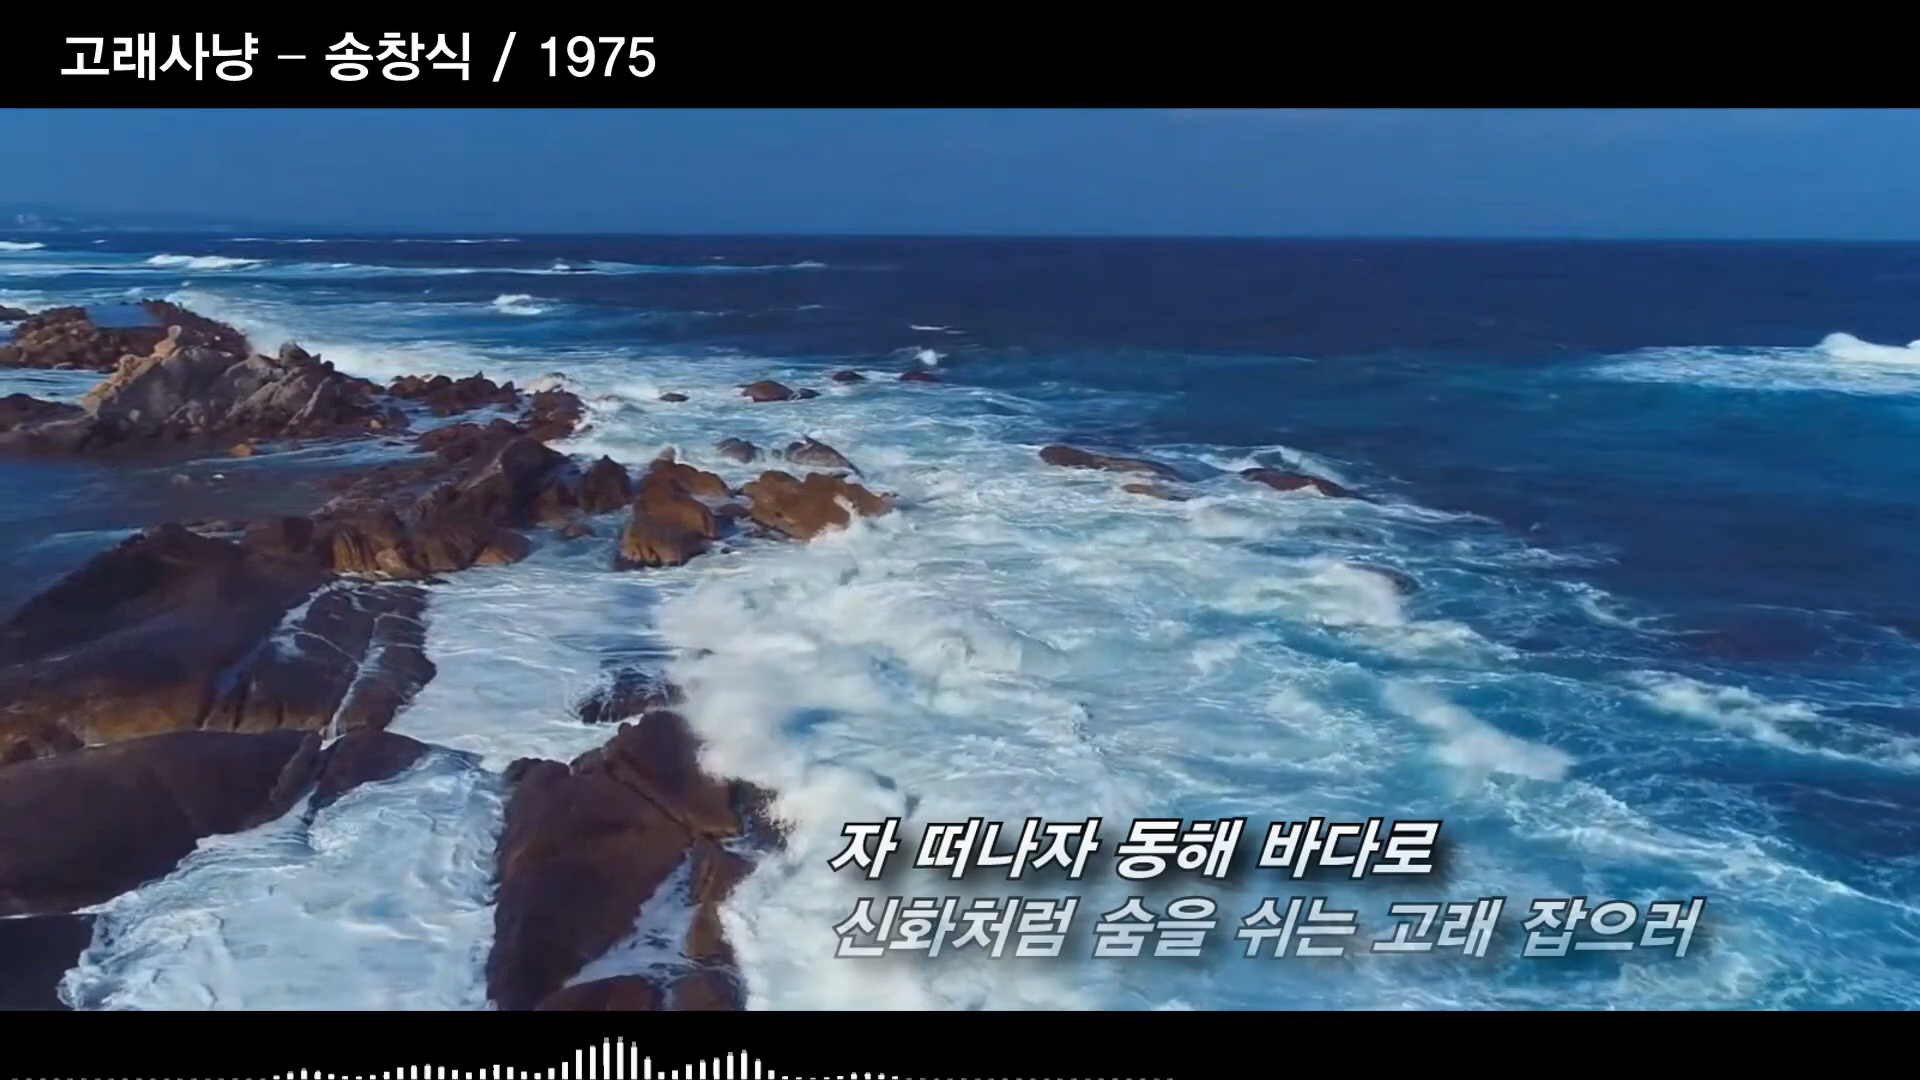 고래사냥 – 송창식 / 1975
자 떠나자 동해 바다로
신화처럼 숨을 쉬는 고래 잡으러